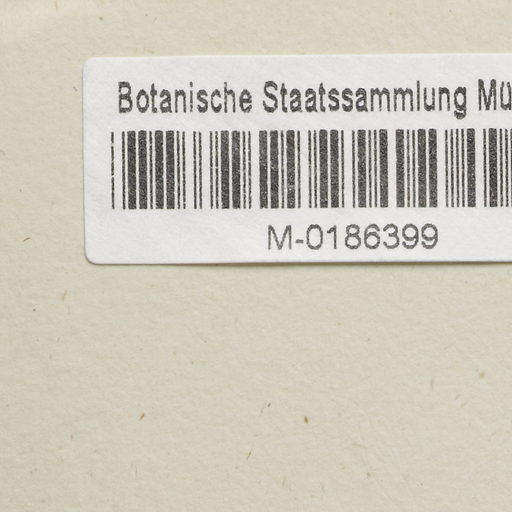 Botanische Staatssammlung Mü
M-0186399